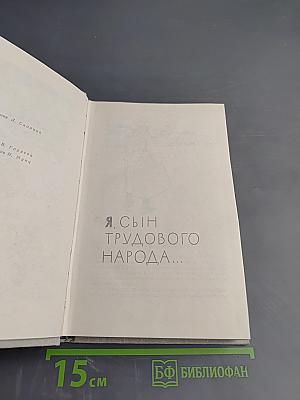 Я, СЫН
ТРУДОВОГО
НАРОДА...
15 см
БФ БИБЛИОФАН